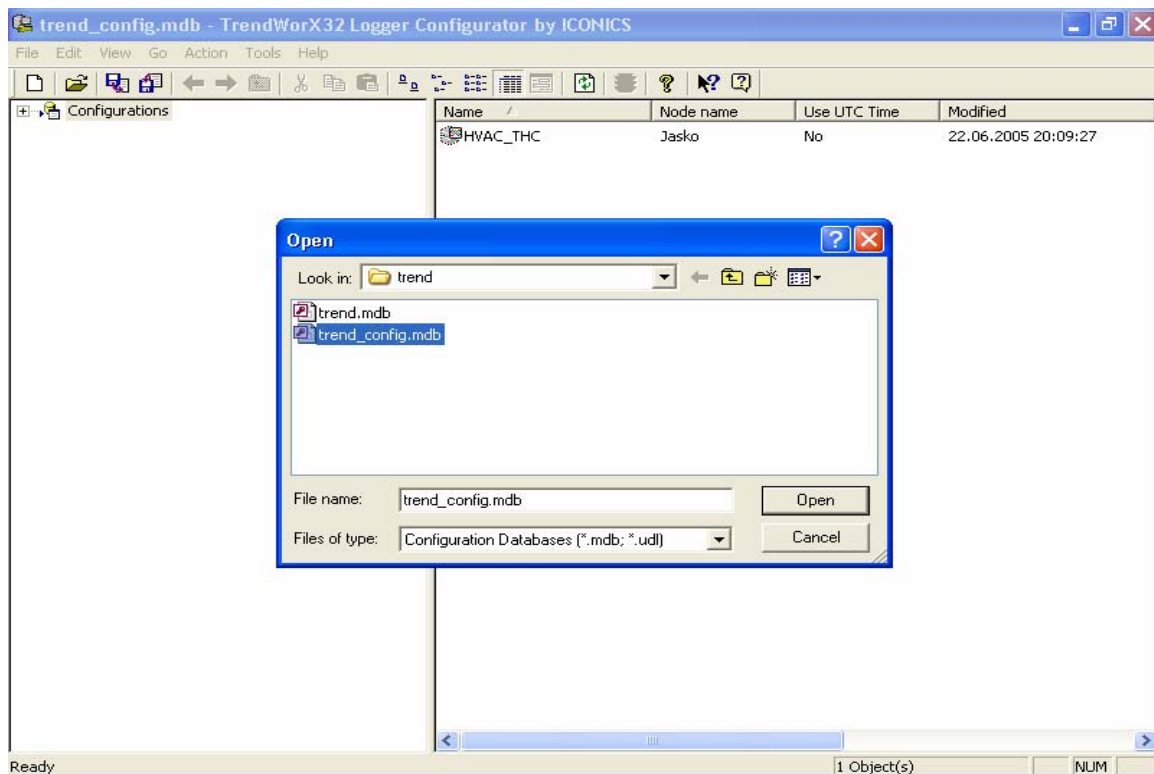 trend_config.mdb - TrendWorX32 Logger Configurator by ICONICS
File Edit View Go Action Tools Help
Configurations
Name Node name Use UTC Time Modified
HVAC_THC Jasko No 22.06.2005 20:09:27
Open
Look in: trend
trend.mdb
trend_config.mdb
File name: trend_config.mdb Open
Files of type: Configuration Databases (*.mdb; *.udl) Cancel
Ready 1 Object(s) NUM